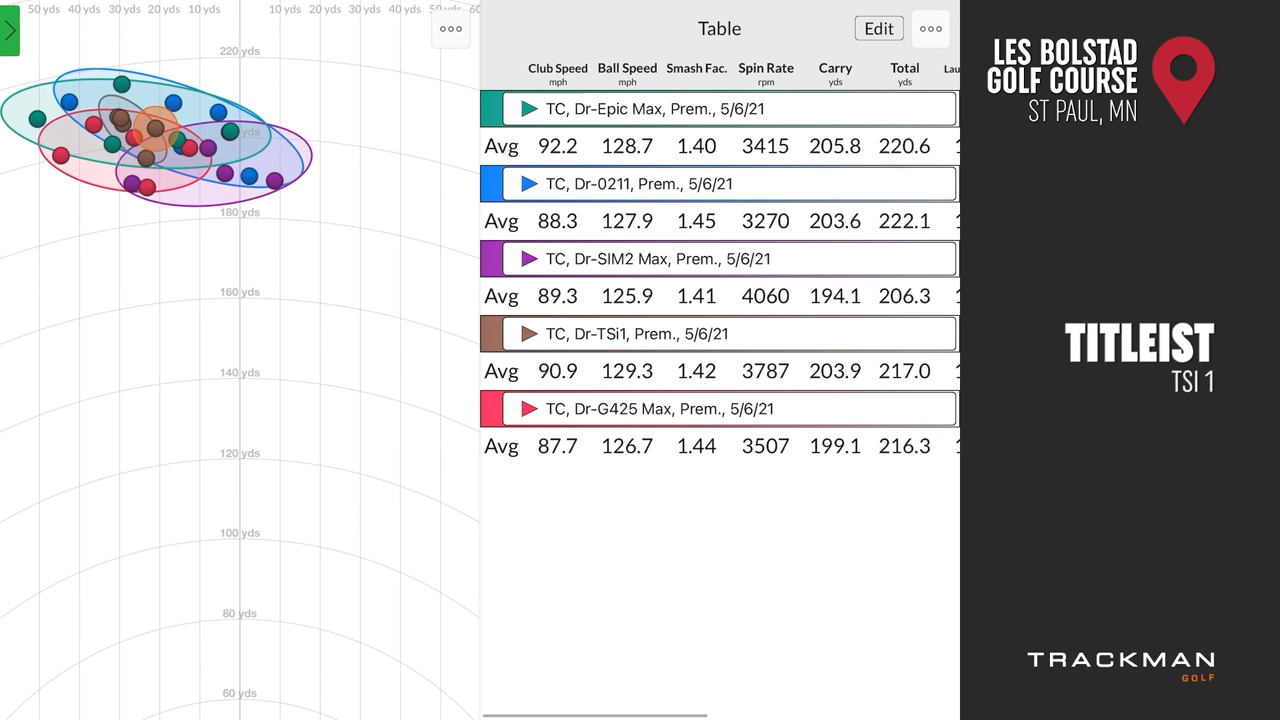 50 yds 40 yds 30 yds 20 yds 10 yds 10 yds 20 yds 30 yds 40 yds
220 yds
180 yds
160 yds
140 yds
120 yds
100 yds
80 yds
60 yds
Table
Edit
Club Speed Ball Speed Smash Fac. Spin Rate Carry Total Lau
mph mph rpm yds yds
TC, Dr-Epic Max, Prem., 5/6/21
Avg 92.2 128.7 1.40 3415 205.8 220.6
TC, Dr-0211, Prem., 5/6/21
Avg 88.3 127.9 1.45 3270 203.6 222.1
TC, Dr-SIM2 Max, Prem., 5/6/21
Avg 89.3 125.9 1.41 4060 194.1 206.3
TC, Dr-TSi1, Prem., 5/6/21
Avg 90.9 129.3 1.42 3787 203.9 217.0
TC, Dr-G425 Max, Prem., 5/6/21
Avg 87.7 126.7 1.44 3507 199.1 216.3
LES BOLSTAD
GOLF COURSE
ST PAUL, MN
TITLEIST
TSI 1
TRACKMAN
GOLF